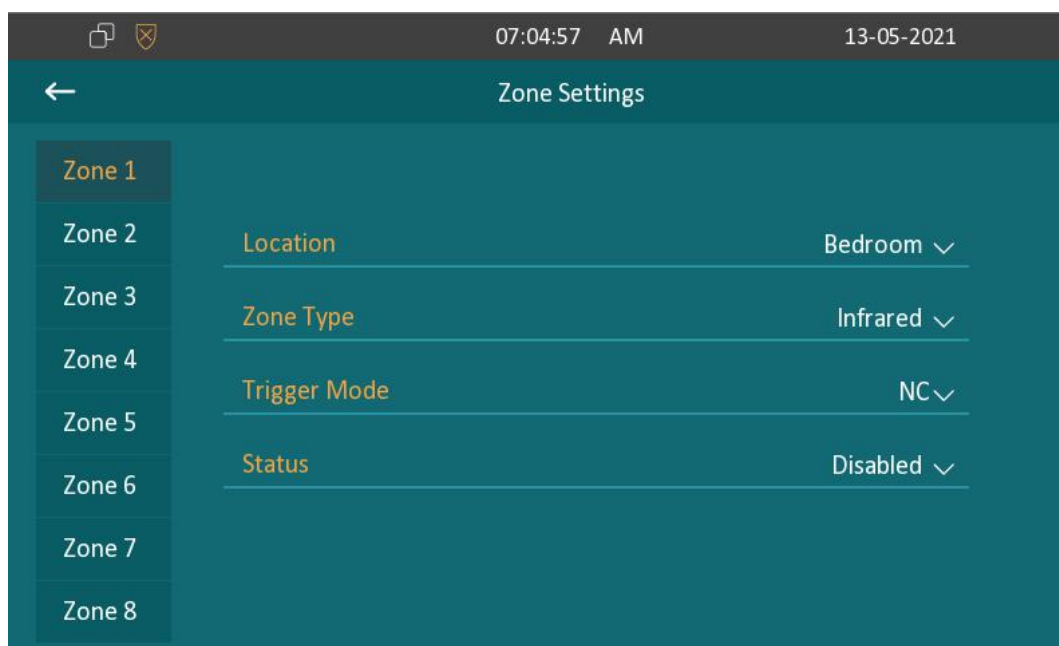 07:04:57 AM 13-05-2021
Zone Settings
Zone 1
Zone 2
Zone 3
Zone 4
Zone 5
Zone 6
Zone 7
Zone 8
Location Bedroom
Zone Type Infrared
Trigger Mode NC
Status Disabled